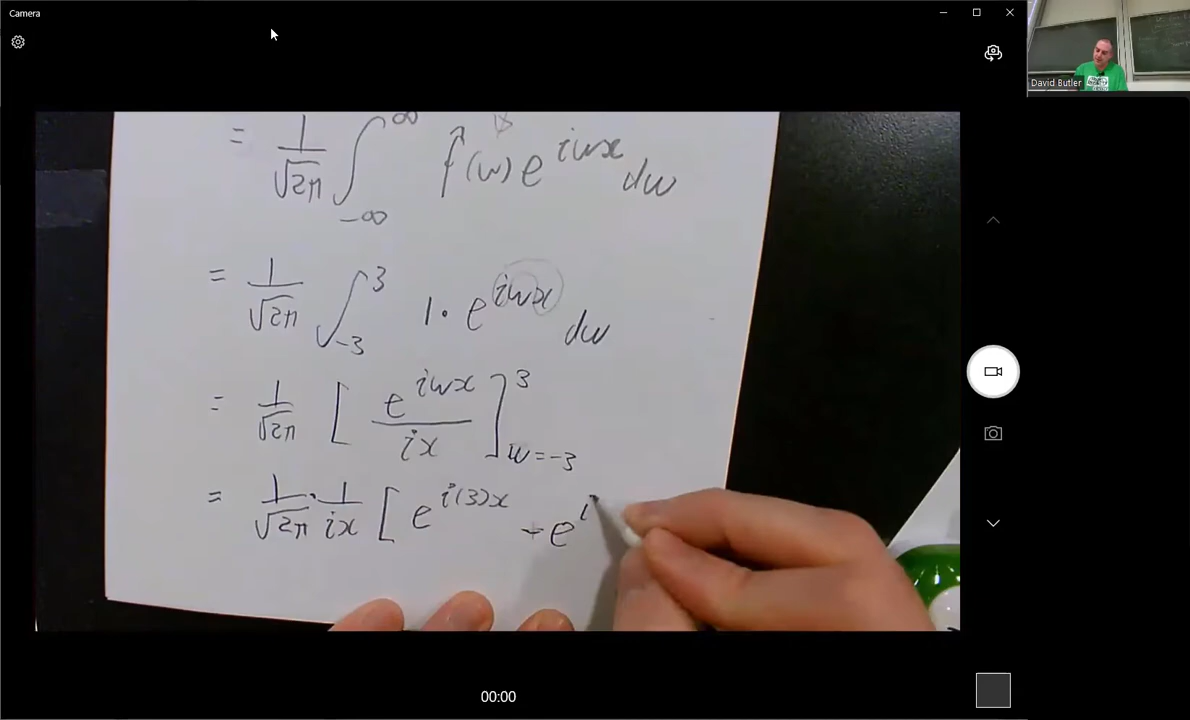 Camera
David Butler
= 1/√2π ∫_{-∞}^{∞} f̂(w) e^{iwx} dw
= 1/√2π ∫_{-3}^{3} 1 · e^{iwx} dw
= 1/√2π [ e^{iwx}/ix ]_{w=-3}^{3}
= 1/√2π · 1/ix [ e^{i(3)x} - e^{i
00:00